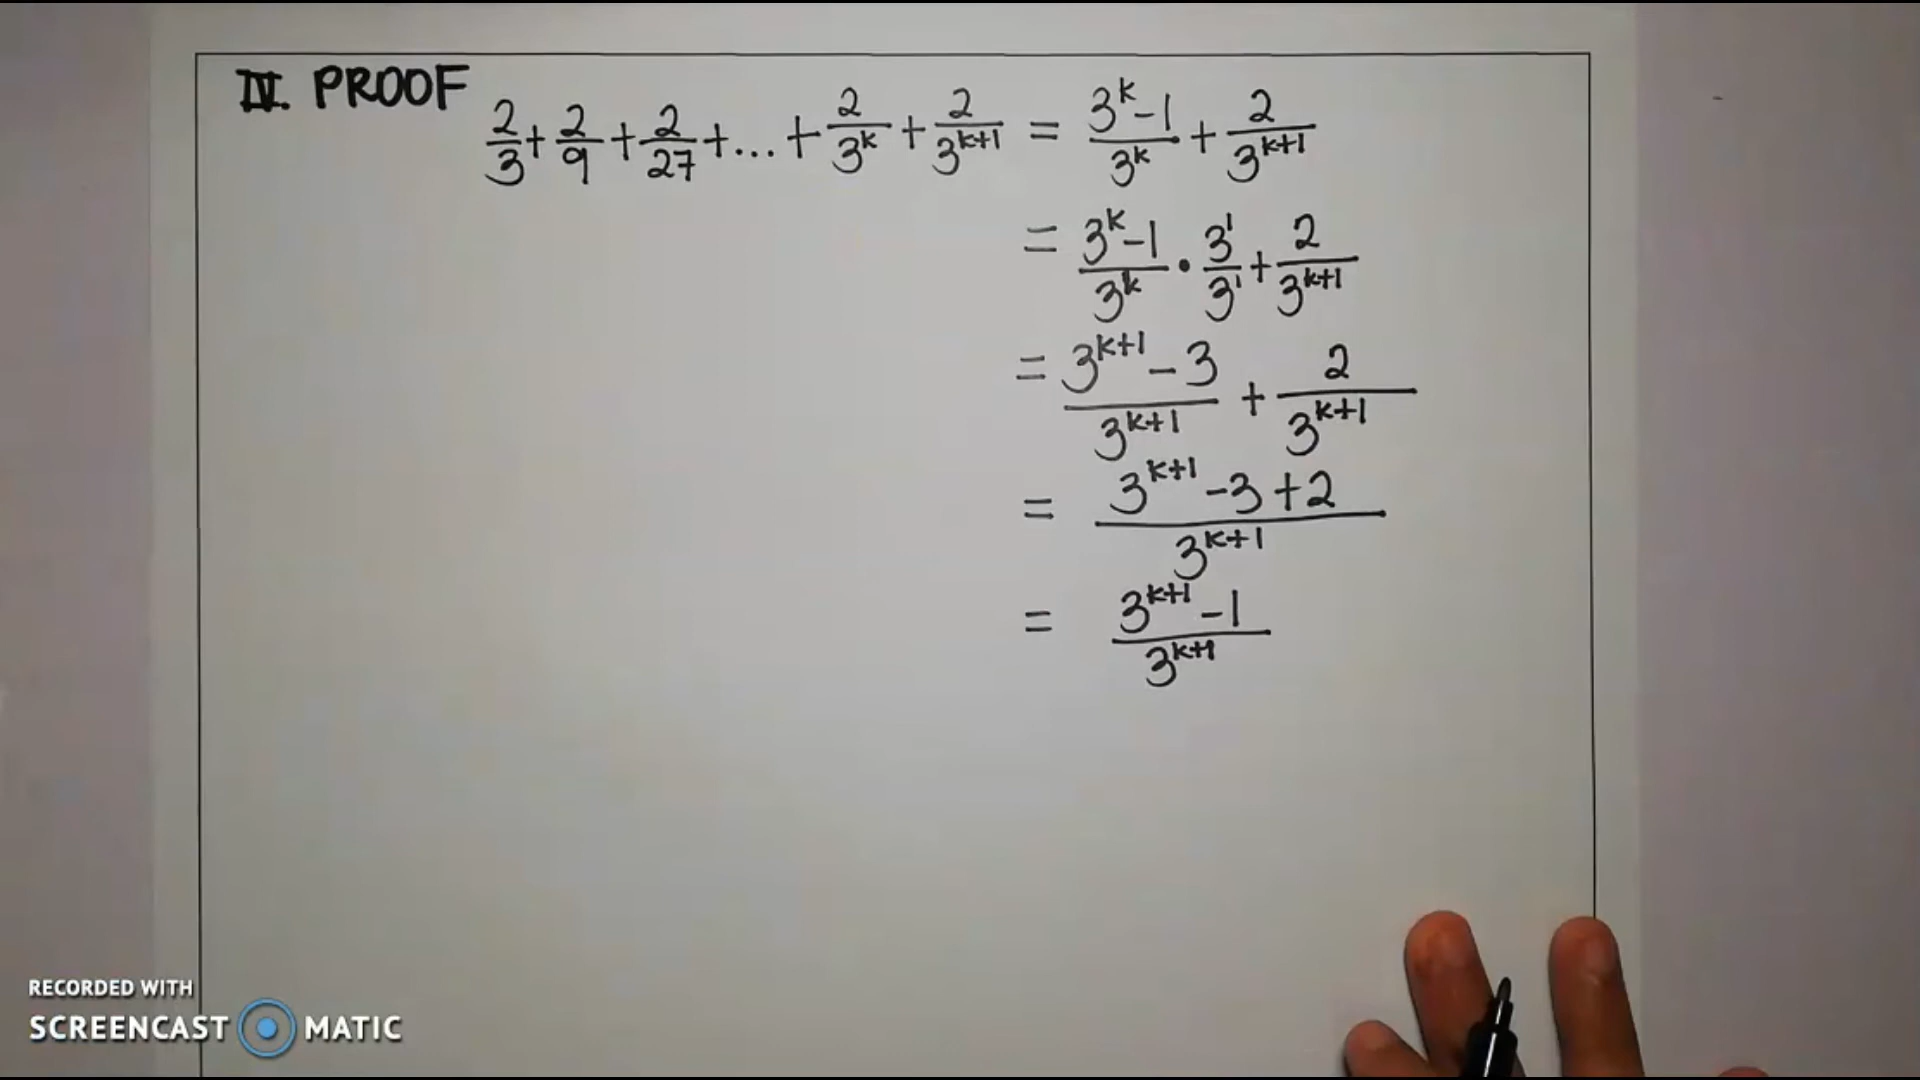 IV. PROOF
2/3 + 2/9 + 2/27 + ... + 2/3^k + 2/3^(k+1) = (3^k - 1)/3^k + 2/3^(k+1)
= (3^k - 1)/3^k • 3^1/3^1 + 2/3^(k+1)
= (3^(k+1) - 3)/3^(k+1) + 2/3^(k+1)
= (3^(k+1) - 3 + 2)/3^(k+1)
= (3^(k+1) - 1)/3^(k+1)
RECORDED WITH
SCREENCAST MATIC